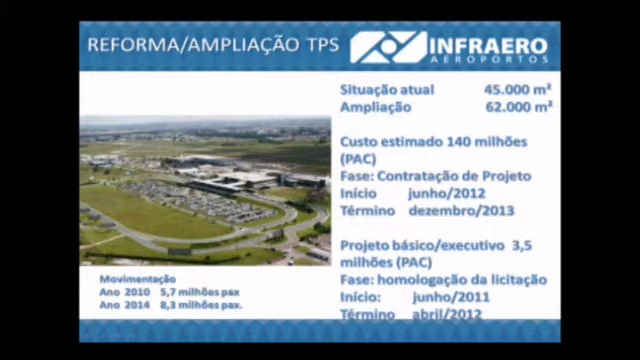 REFORMA/AMPLIAÇÃO TPS
INFRAERO
AEROPORTOS
Situação atual 45.000 m²
Ampliação 62.000 m²
Custo estimado 140 milhões
(PAC)
Fase: Contratação de Projeto
Início junho/2012
Término dezembro/2013
Projeto básico/executivo 3,5
milhões (PAC)
Fase: homologação da licitação
Início: junho/2011
Término abril/2012
Movimentação
Ano 2010 5,7 milhões pax
Ano 2014 8,3 milhões pax.